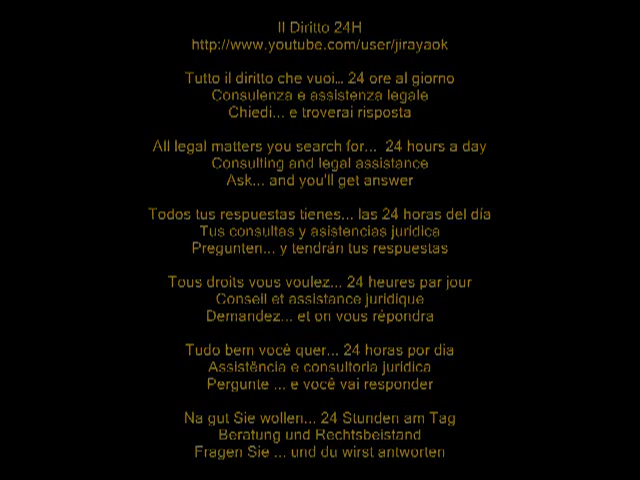 Il Diritto 24H
http://www.youtube.com/user/jirayaok
Tutto il diritto che vuoi... 24 ore al giorno
Consulenza e assistenza legale
Chiedi... e troverai risposta
All legal matters you search for... 24 hours a day
Consulting and legal assistance
Ask... and you'll get answer
Todos tus respuestas tienes... las 24 horas del día
Tus consultas y asistencias jurídica
Pregunten... y tendrán tus respuestas
Tous droits vous voulez... 24 heures par jour
Conseil et assistance juridique
Demandez... et on vous répondra
Tudo bem você quer... 24 horas por dia
Assistência e consultoria jurídica
Pergunte ... e você vai responder
Na gut Sie wollen... 24 Stunden am Tag
Beratung und Rechtsbeistand
Fragen Sie ... und du wirst antworten